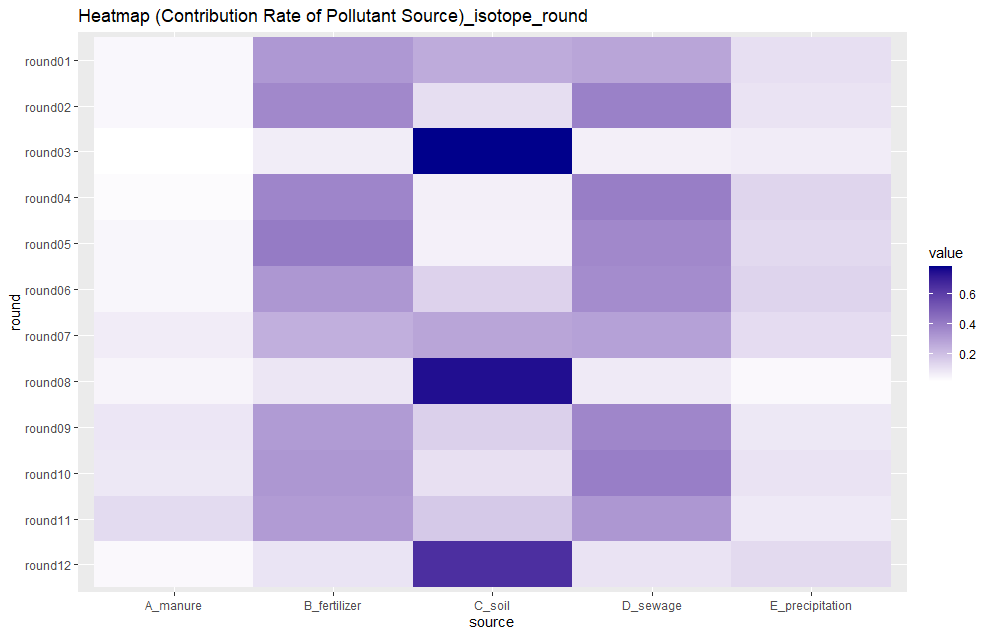 Heatmap (Contribution Rate of Pollutant Source)_isotope_round
round01
round02
round03
round04
round05
round06
round07
round08
round09
round10
round11
round12
round
A_manure
B_fertilizer
C_soil
D_sewage
E_precipitation
source
value
0.6
0.4
0.2